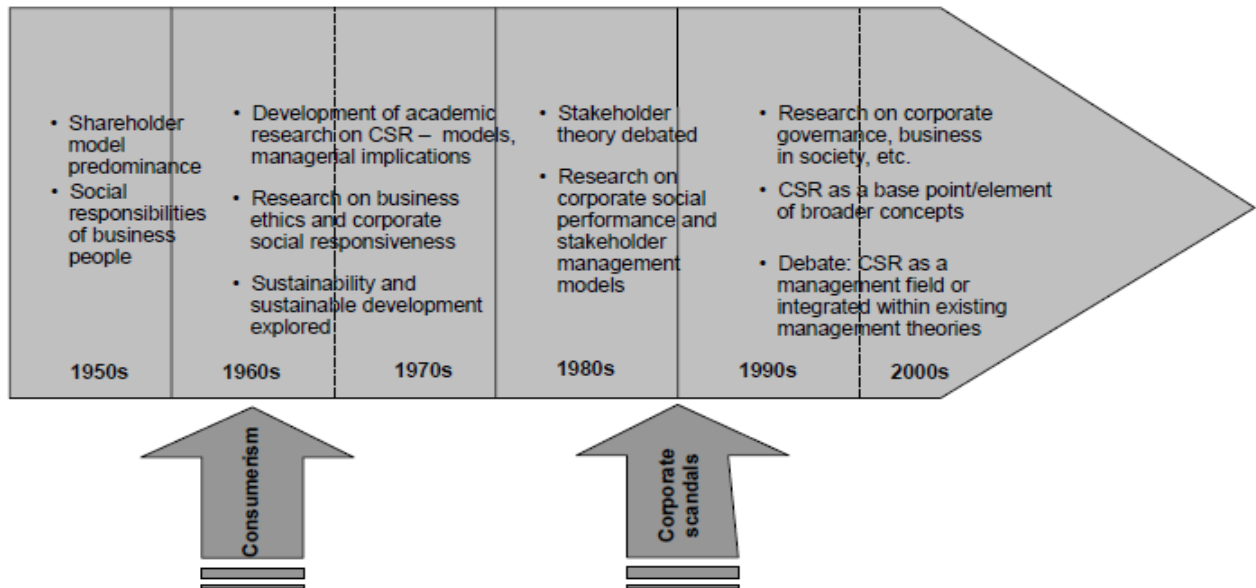 • Shareholder
model
predominance
• Social
responsibilities
of business
people
• Development of academic
research on CSR – models,
managerial implications
• Research on business
ethics and corporate
social responsiveness
• Sustainability and
sustainable development
explored
• Stakeholder
theory debated
• Research on
corporate social
performance and
stakeholder
management
models
• Research on corporate
governance, business
in society, etc.
• CSR as a base point/element
of broader concepts
• Debate: CSR as a
management field or
integrated within existing
management theories
1950s
1960s
1970s
1980s
1990s
2000s
Consumerism
Corporate
scandals